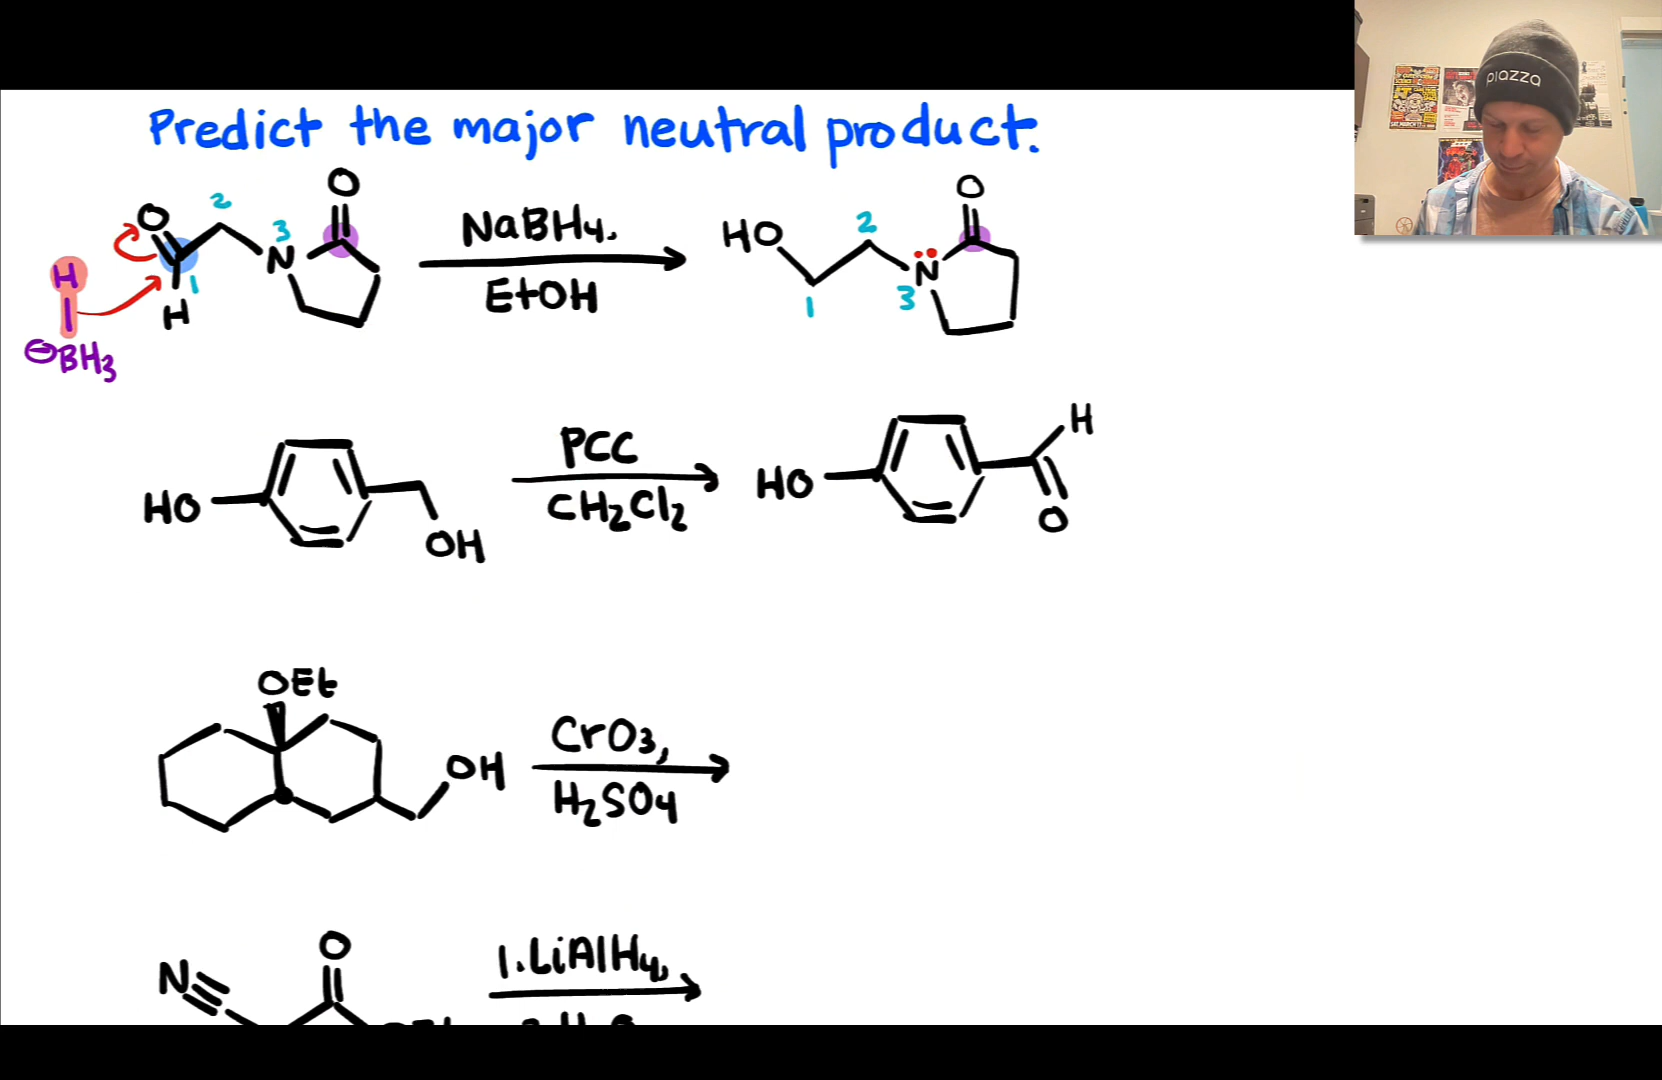 piazza
Predict the major neutral product.
O H 1 2 3 N O H ⊖BH3
NaBH4,
EtOH
HO 1 2 3 N O
HO OH
PCC
CH2Cl2
HO H O
OEt OH
CrO3,
H2SO4
N O
1. LiAlH4,